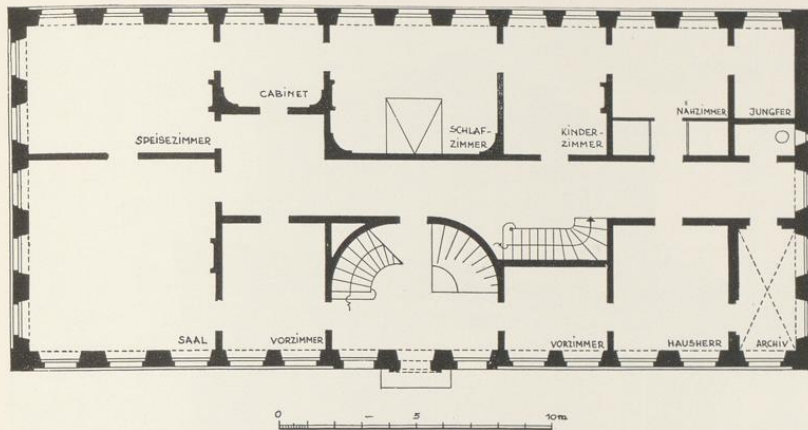 CABINET
SPEISEZIMMER
SCHLAF-
ZIMMER
KINDER-
ZIMMER
NÄHZIMMER
JUNGFER
SAAL
VORZIMMER
VORZIMMER
HAUSHERR
ARCHIV
0 — 5 10m